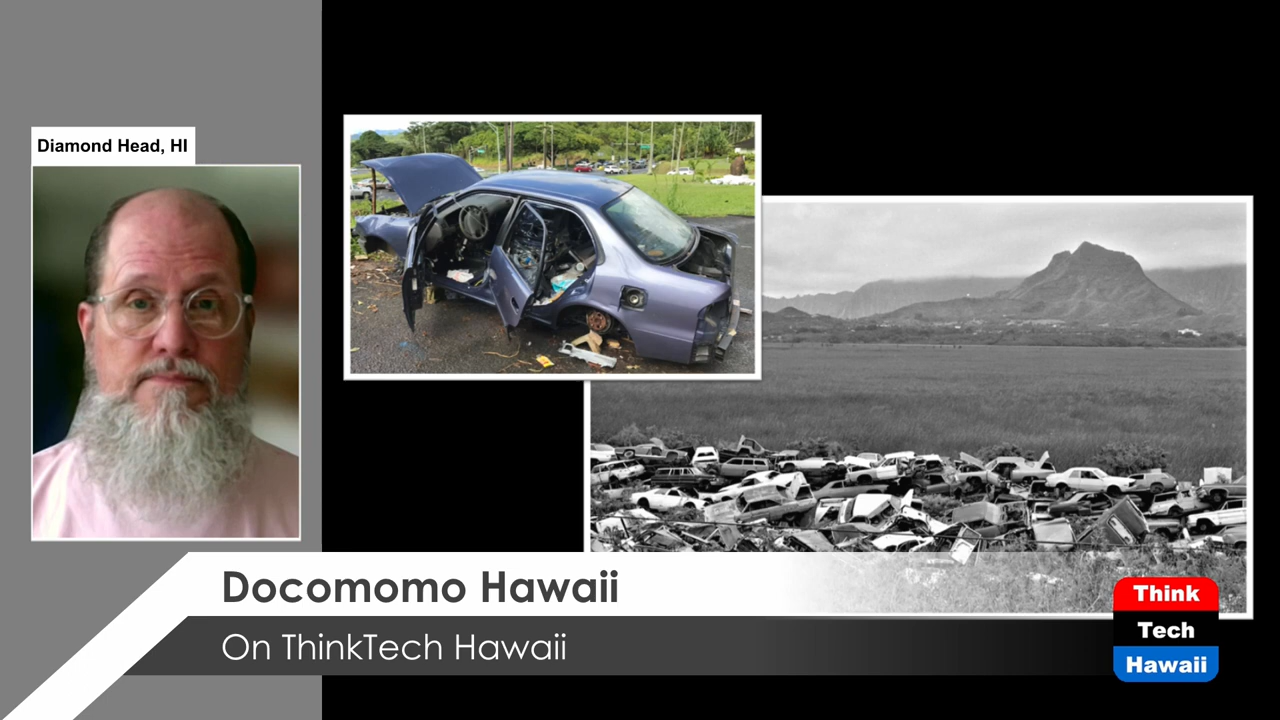 Diamond Head, HI
Docomomo Hawaii
On ThinkTech Hawaii
Think
Tech
Hawaii